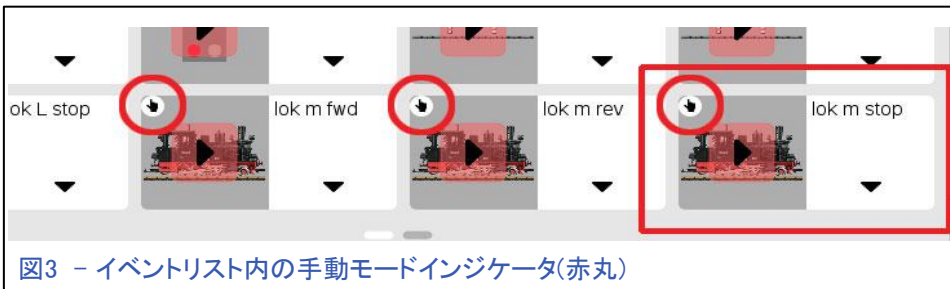 ok L stop
lok m fwd
lok m rev
lok m stop
図3 – イベントリスト内の手動モードインジケータ(赤丸)